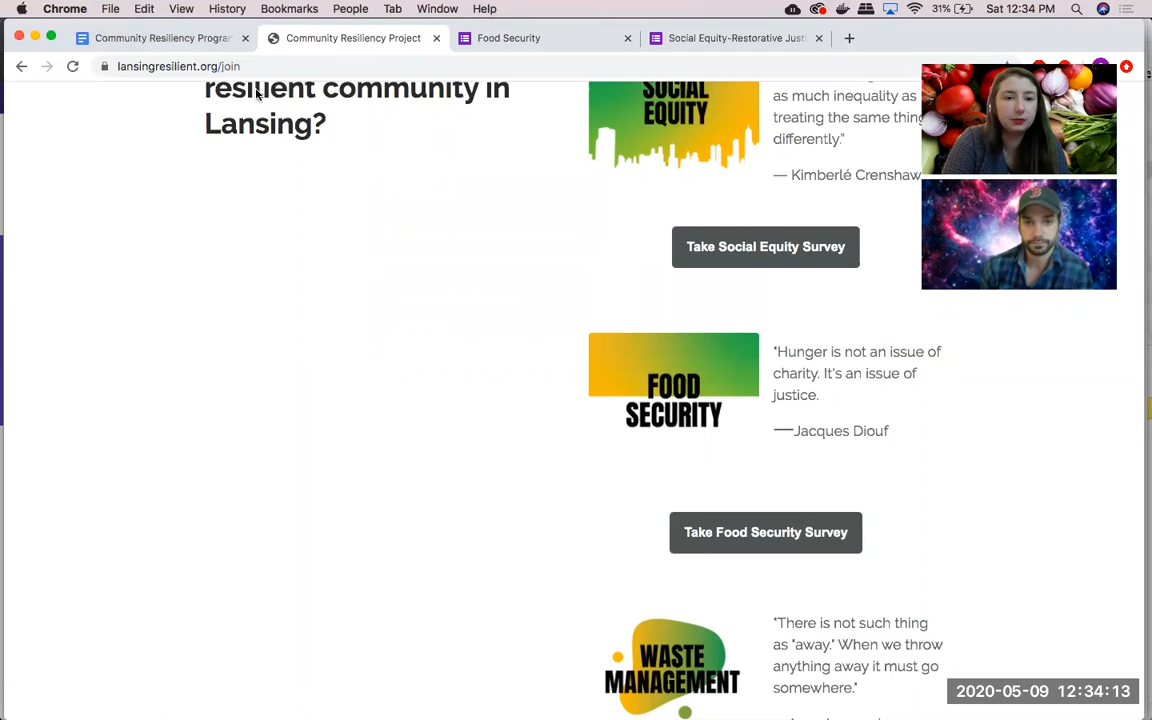 Chrome File Edit View History Bookmarks People Tab Window Help 31% Sat 12:34 PM
Community Resiliency Progra Community Resiliency Project Food Security Social Equity-Restorative Just
lansingresilient.org/join
resilient community in
Lansing?
SOCIAL
EQUITY
as much inequality as
treating the same thing
differently."
— Kimberlé Crenshaw
Take Social Equity Survey
FOOD
SECURITY
"Hunger is not an issue of
charity. It's an issue of
justice.
—Jacques Diouf
Take Food Security Survey
WASTE
MANAGEMENT
"There is not such thing
as "away." When we throw
anything away it must go
somewhere."
2020-05-09 12:34:13